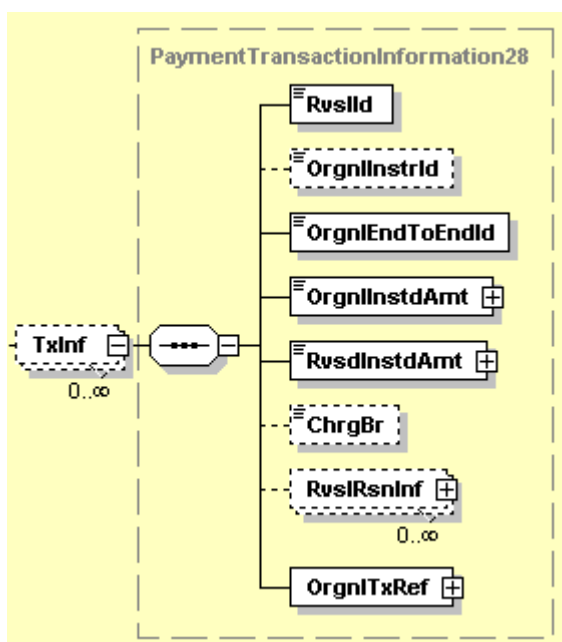 PaymentTransactionInformation28
RvslId
OrgnlInstrId
OrgnlEndToEndId
OrgnlInstdAmt
TxInf
0..∞
RvsdInstdAmt
ChrgBr
RvslRsnInf
0..∞
OrgnlTxRef